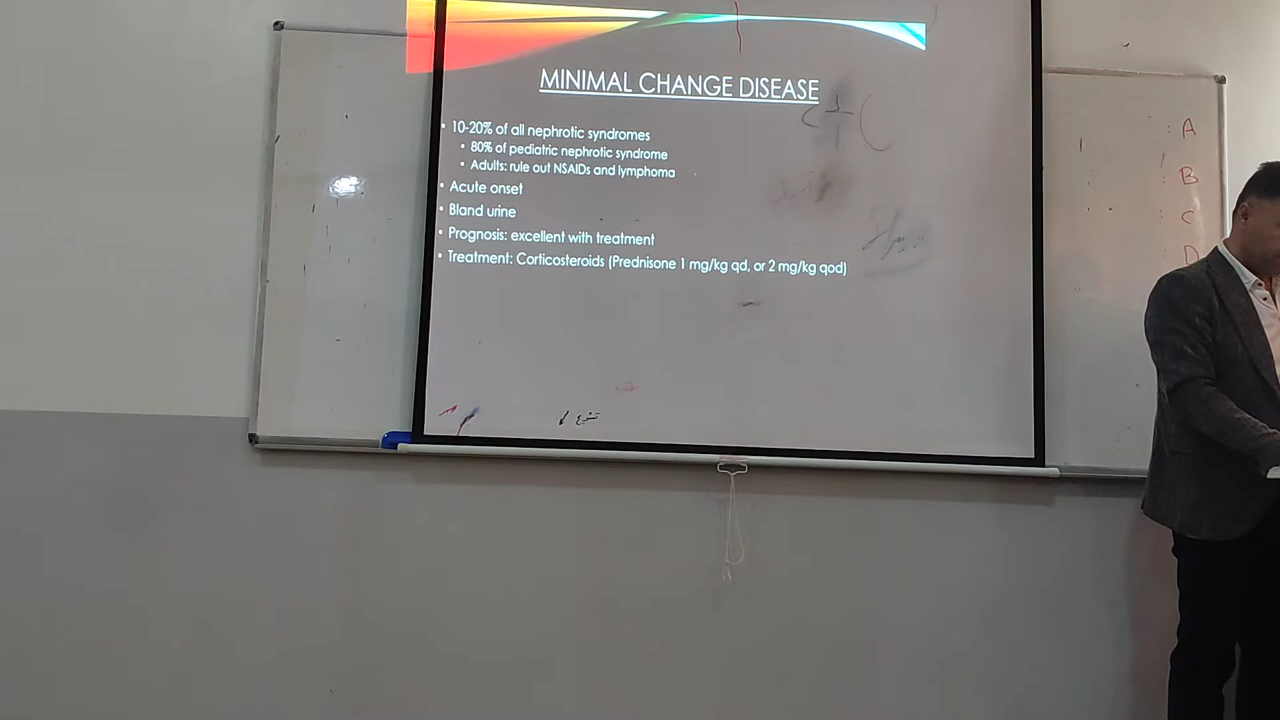 MINIMAL CHANGE DISEASE
• 10-20% of all nephrotic syndromes
• 80% of pediatric nephrotic syndrome
• Adults: rule out NSAIDs and lymphoma
• Acute onset
• Bland urine
• Prognosis: excellent with treatment
• Treatment: Corticosteroids (Prednisone 1 mg/kg qd, or 2 mg/kg qod)
: A
: B
C
D